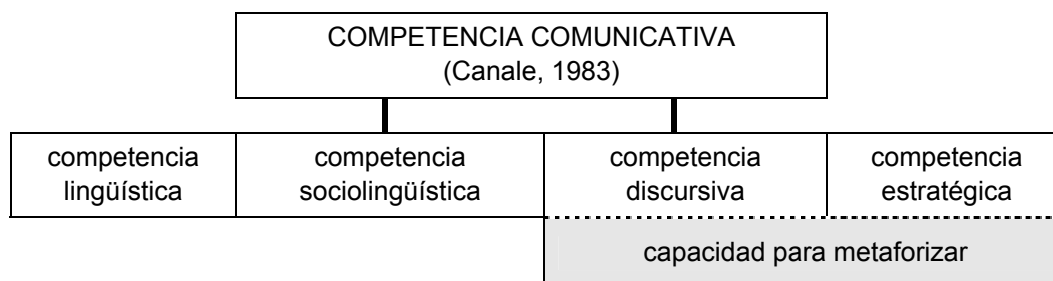 COMPETENCIA COMUNICATIVA
(Canale, 1983)
competencia
lingüística
competencia
sociolingüística
competencia
discursiva
competencia
estratégica
capacidad para metaforizar